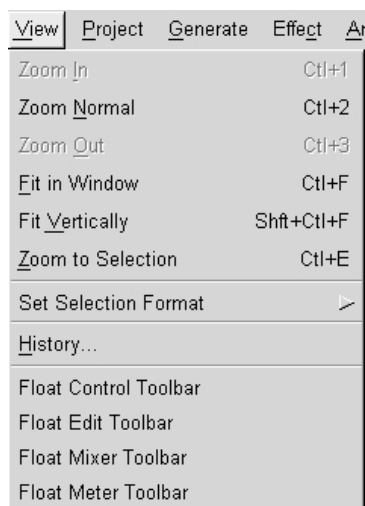 View Project Generate Effect
Zoom In Ctl+1
Zoom Normal Ctl+2
Zoom Out Ctl+3
Fit in Window Ctl+F
Fit Vertically Shft+Ctl+F
Zoom to Selection Ctl+E
Set Selection Format
History...
Float Control Toolbar
Float Edit Toolbar
Float Mixer Toolbar
Float Meter Toolbar